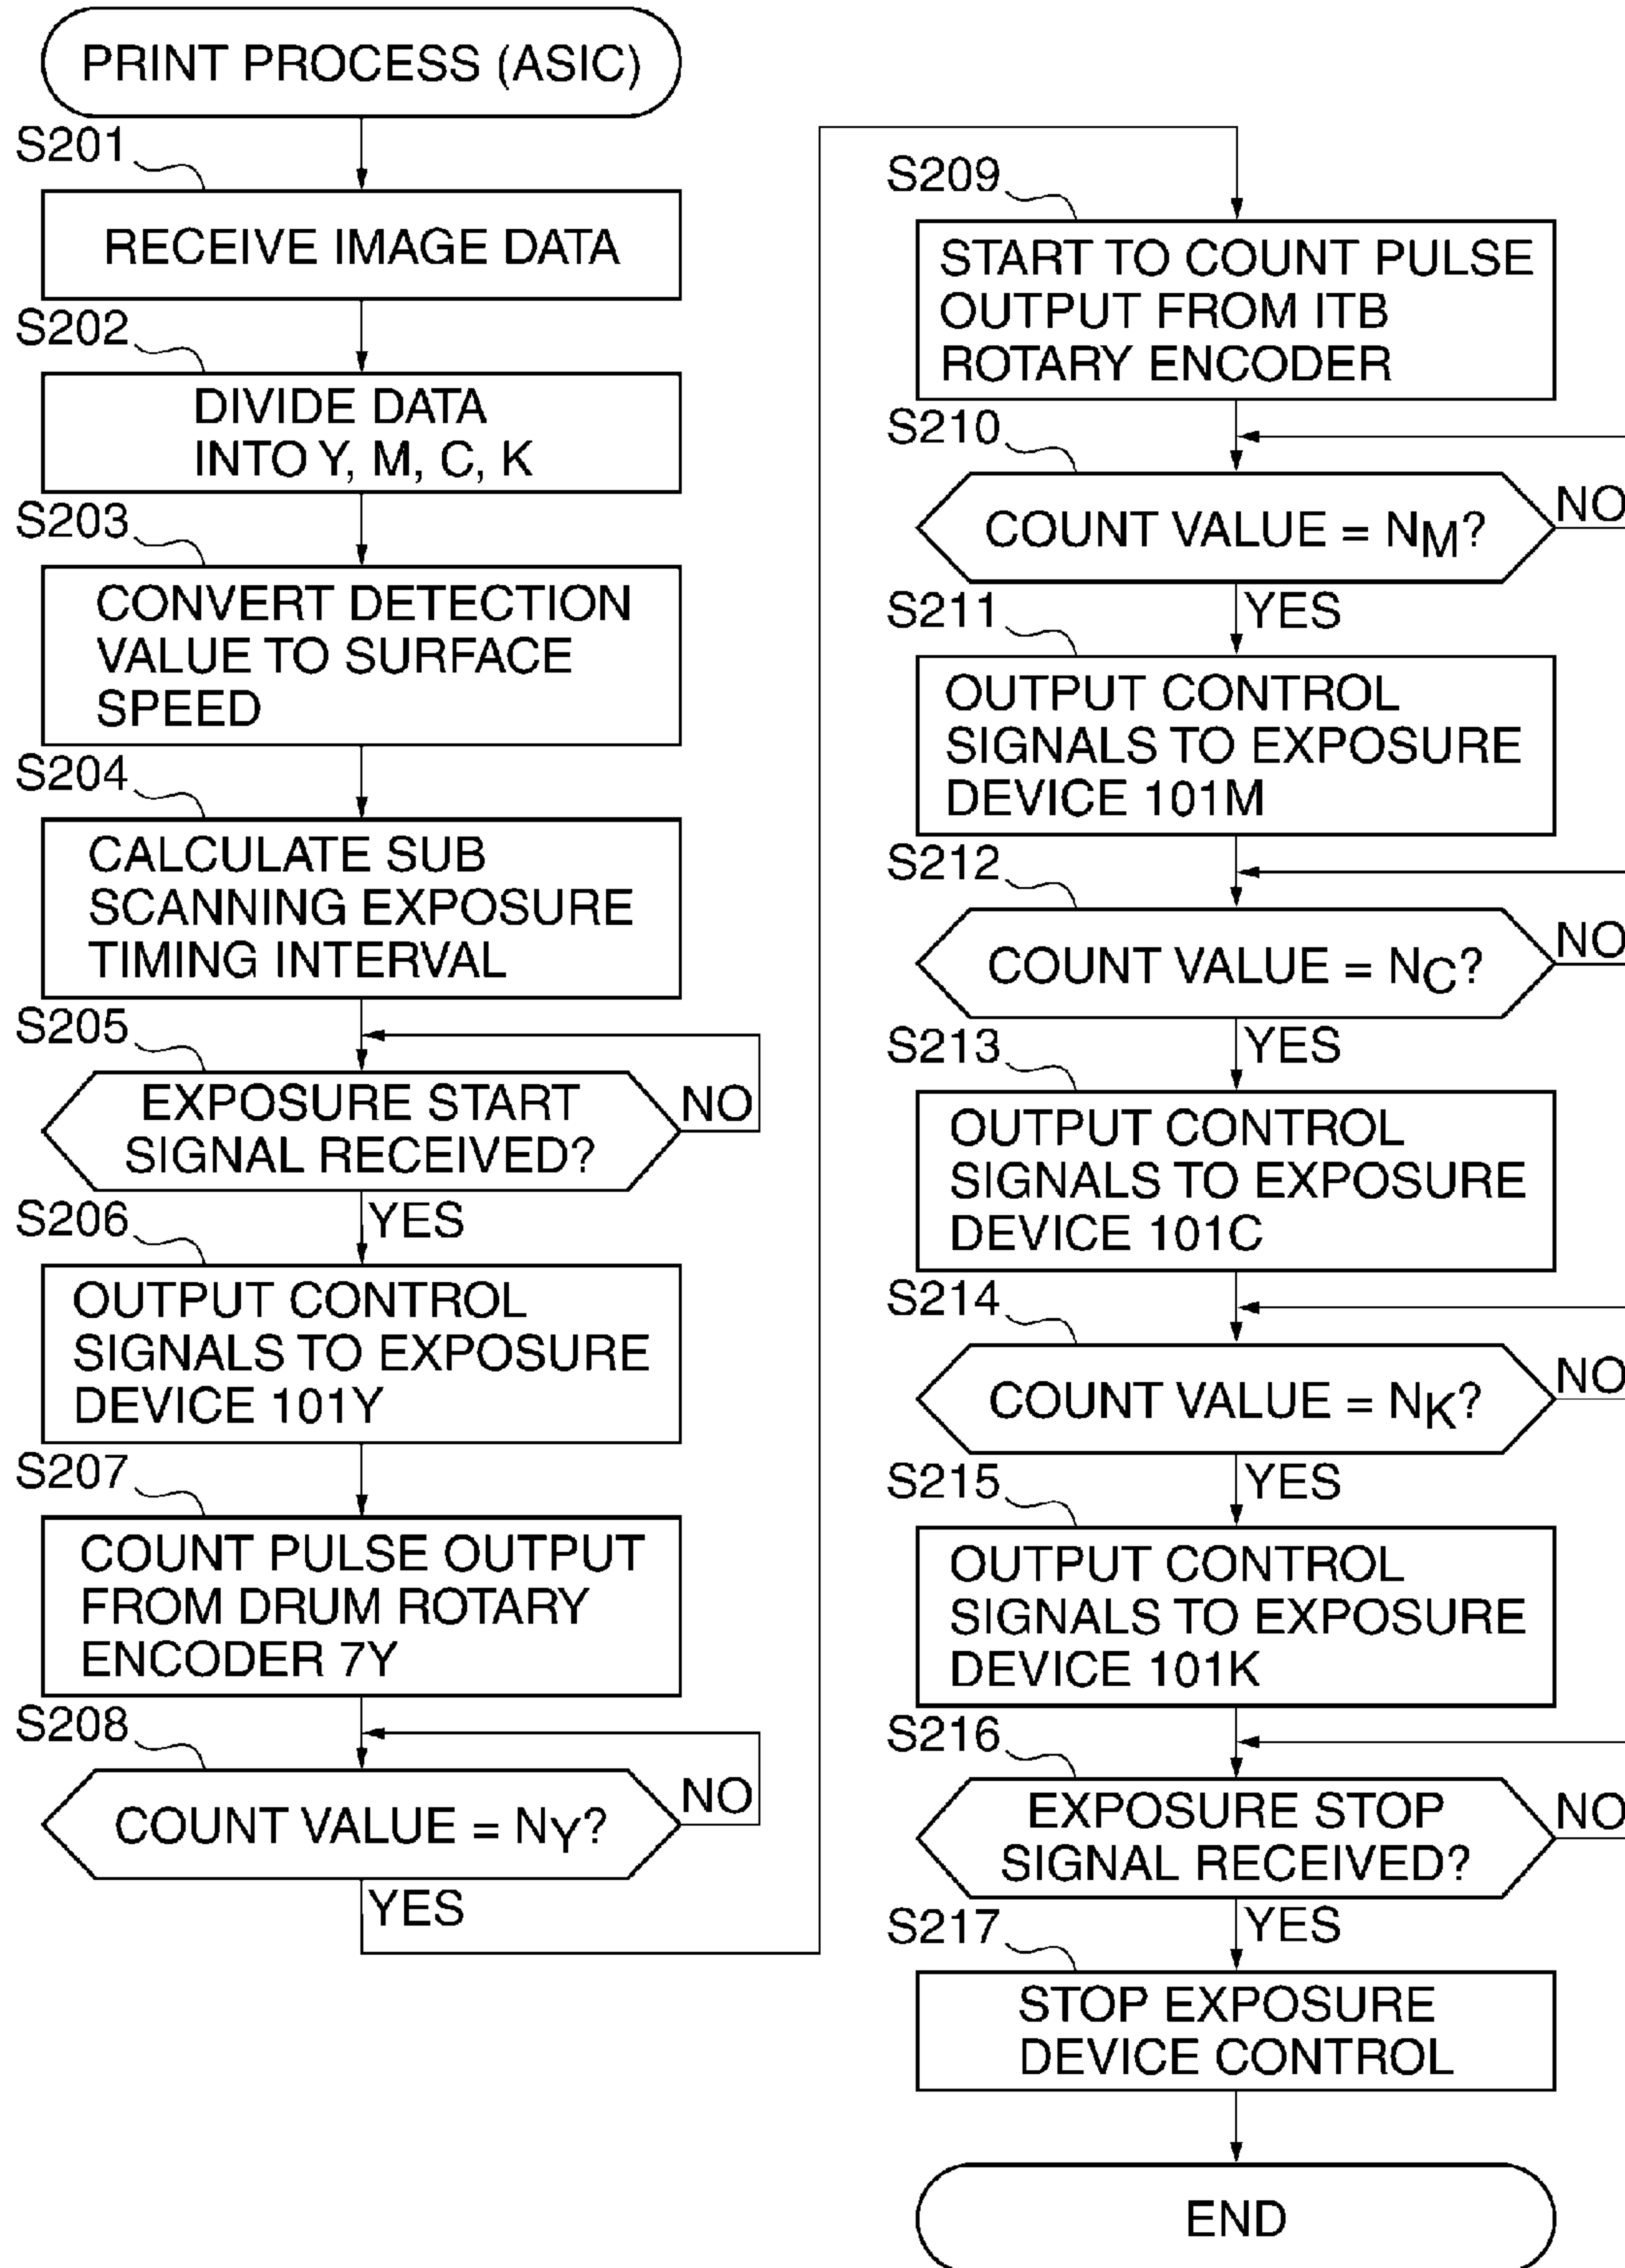 PRINT PROCESS (ASIC)
S201
RECEIVE IMAGE DATA
S202
DIVIDE DATA
INTO Y, M, C, K
S203
CONVERT DETECTION
VALUE TO SURFACE
SPEED
S204
CALCULATE SUB
SCANNING EXPOSURE
TIMING INTERVAL
S205
EXPOSURE START
SIGNAL RECEIVED?
NO
YES
S206
OUTPUT CONTROL
SIGNALS TO EXPOSURE
DEVICE 101Y
S207
COUNT PULSE OUTPUT
FROM DRUM ROTARY
ENCODER 7Y
S208
COUNT VALUE = NY?
NO
YES
S209
START TO COUNT PULSE
OUTPUT FROM ITB
ROTARY ENCODER
S210
COUNT VALUE = NM?
NO
YES
S211
OUTPUT CONTROL
SIGNALS TO EXPOSURE
DEVICE 101M
S212
COUNT VALUE = NC?
NO
YES
S213
OUTPUT CONTROL
SIGNALS TO EXPOSURE
DEVICE 101C
S214
COUNT VALUE = NK?
NO
YES
S215
OUTPUT CONTROL
SIGNALS TO EXPOSURE
DEVICE 101K
S216
EXPOSURE STOP
SIGNAL RECEIVED?
NO
YES
S217
STOP EXPOSURE
DEVICE CONTROL
END